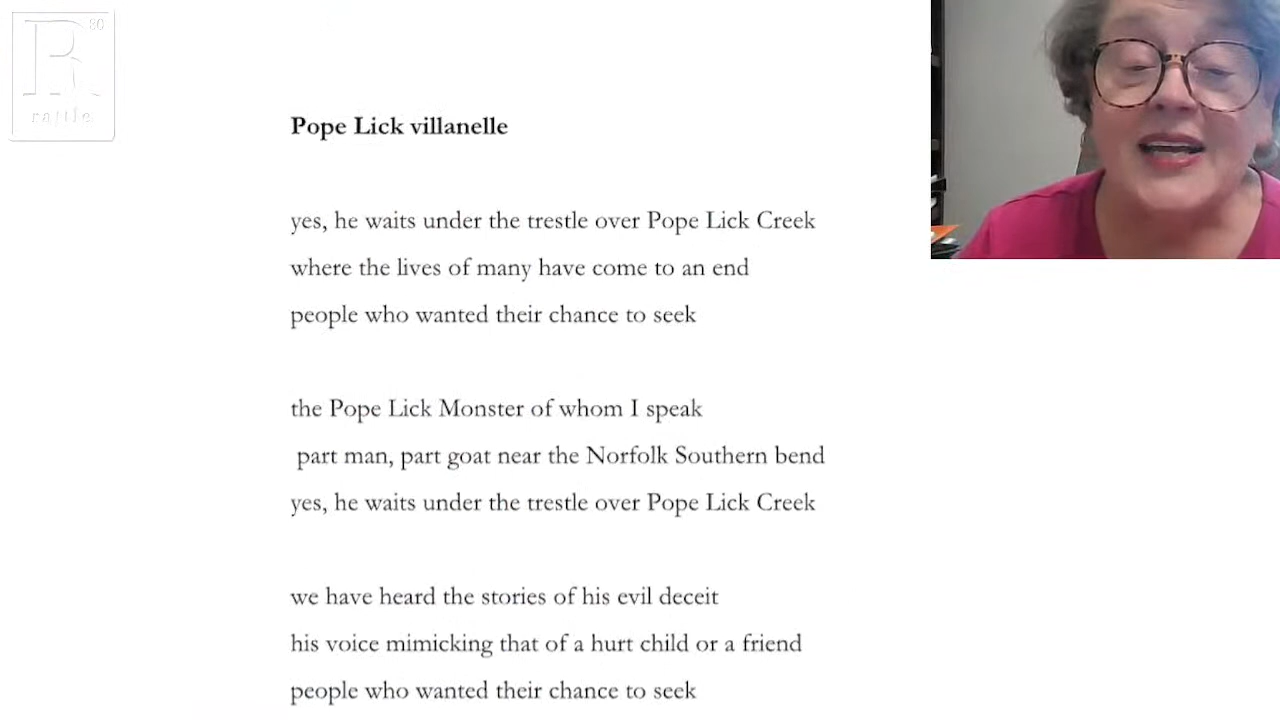 R 30
rattle
Pope Lick villanelle
yes, he waits under the trestle over Pope Lick Creek
where the lives of many have come to an end
people who wanted their chance to seek
the Pope Lick Monster of whom I speak
part man, part goat near the Norfolk Southern bend
yes, he waits under the trestle over Pope Lick Creek
we have heard the stories of his evil deceit
his voice mimicking that of a hurt child or a friend
people who wanted their chance to seek